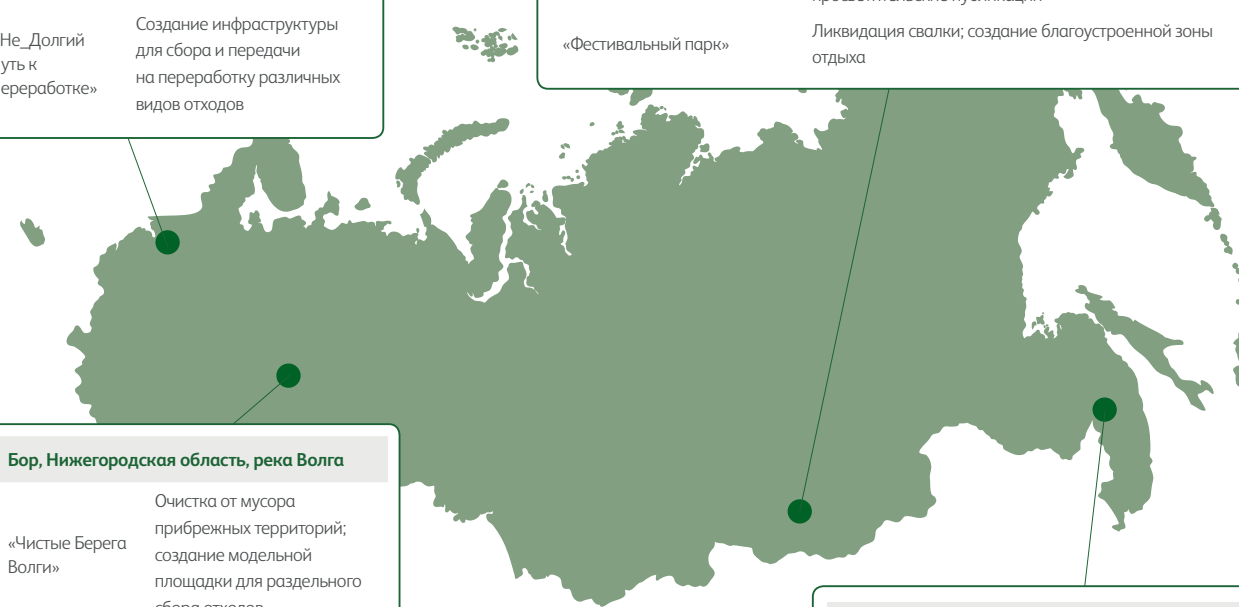 Создание инфраструктуры
для сбора и передачи
на переработку различных
видов отходов
Не_Долгий
уть к
ереработке»
«Фестивальный парк»
Ликвидация свалки; создание благоустроенной зоны
отдыха
Бор, Нижегородская область, река Волга
«Чистые Берега
Волги»
Очистка от мусора
прибрежных территорий;
создание модельной
площадки для раздельного
сбора отходов